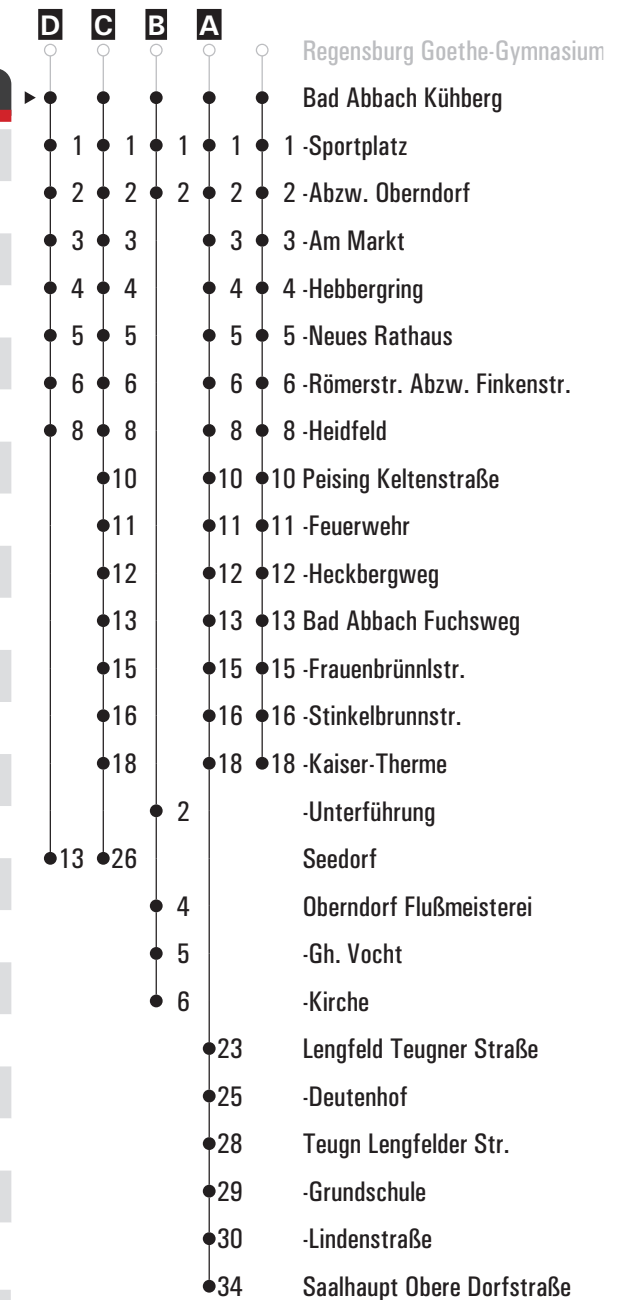 D C B A
Regensburg Goethe-Gymnasium
Bad Abbach Kühberg
1 1 1 1 1 -Sportplatz
2 2 2 2 2 -Abzw. Oberndorf
3 3 3 3 -Am Markt
4 4 4 4 -Hebbergring
5 5 5 5 -Neues Rathaus
6 6 6 6 -Römerstr. Abzw. Finkenstr.
8 8 8 8 -Heidfeld
10 10 10 Peising Keltenstraße
11 11 11 -Feuerwehr
12 12 12 -Heckbergweg
13 13 13 Bad Abbach Fuchsweg
15 15 15 -Frauenbrünnlstr.
16 16 16 -Stinkelbrunnstr.
18 18 18 -Kaiser-Therme
2 -Unterführung
13 26 Seedorf
4 Oberndorf Flußmeisterei
5 -Gh. Vocht
6 -Kirche
23 Lengfeld Teugner Straße
25 -Deutenhof
28 Teugn Lengfelder Str.
29 -Grundschule
30 -Lindenstraße
34 Saalhaupt Obere Dorfstraße